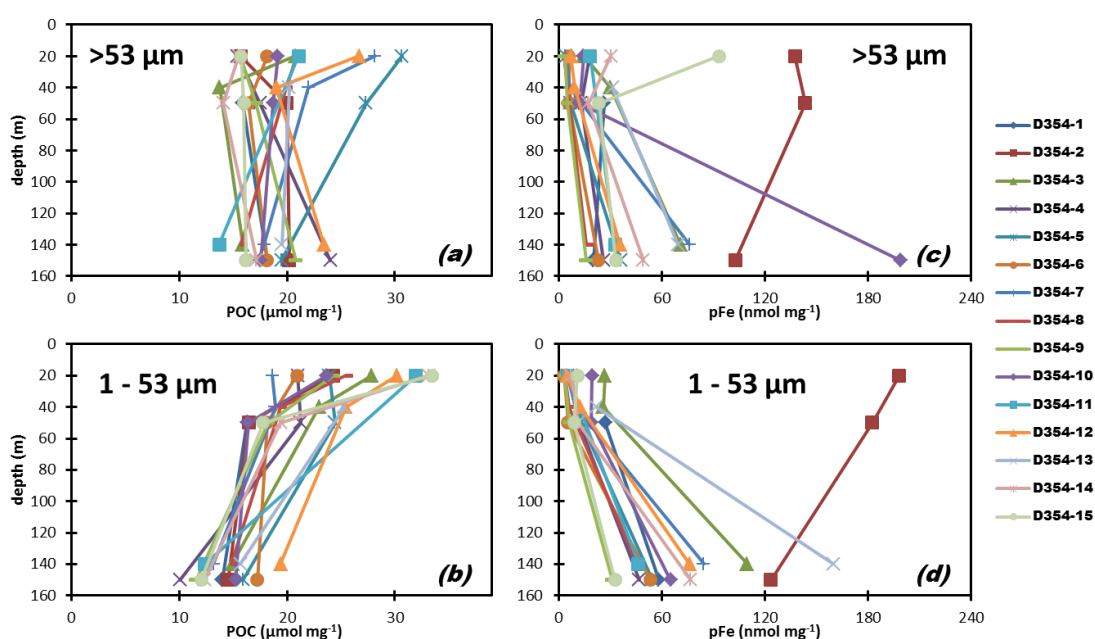 0
20
40
60
80
100
120
140
160
depth (m)
>53 µm
(a)
0 10 20 30
POC (µmol mg⁻¹)
0
20
40
60
80
100
120
140
160
>53 µm
(c)
0 60 120 180 240
pFe (nmol mg⁻¹)
0
20
40
60
80
100
120
140
160
depth (m)
1 - 53 µm
(b)
0 10 20 30
POC (µmol mg⁻¹)
0
20
40
60
80
100
120
140
160
1 - 53 µm
(d)
0 60 120 180 240
pFe (nmol mg⁻¹)
D354-1
D354-2
D354-3
D354-4
D354-5
D354-6
D354-7
D354-8
D354-9
D354-10
D354-11
D354-12
D354-13
D354-14
D354-15